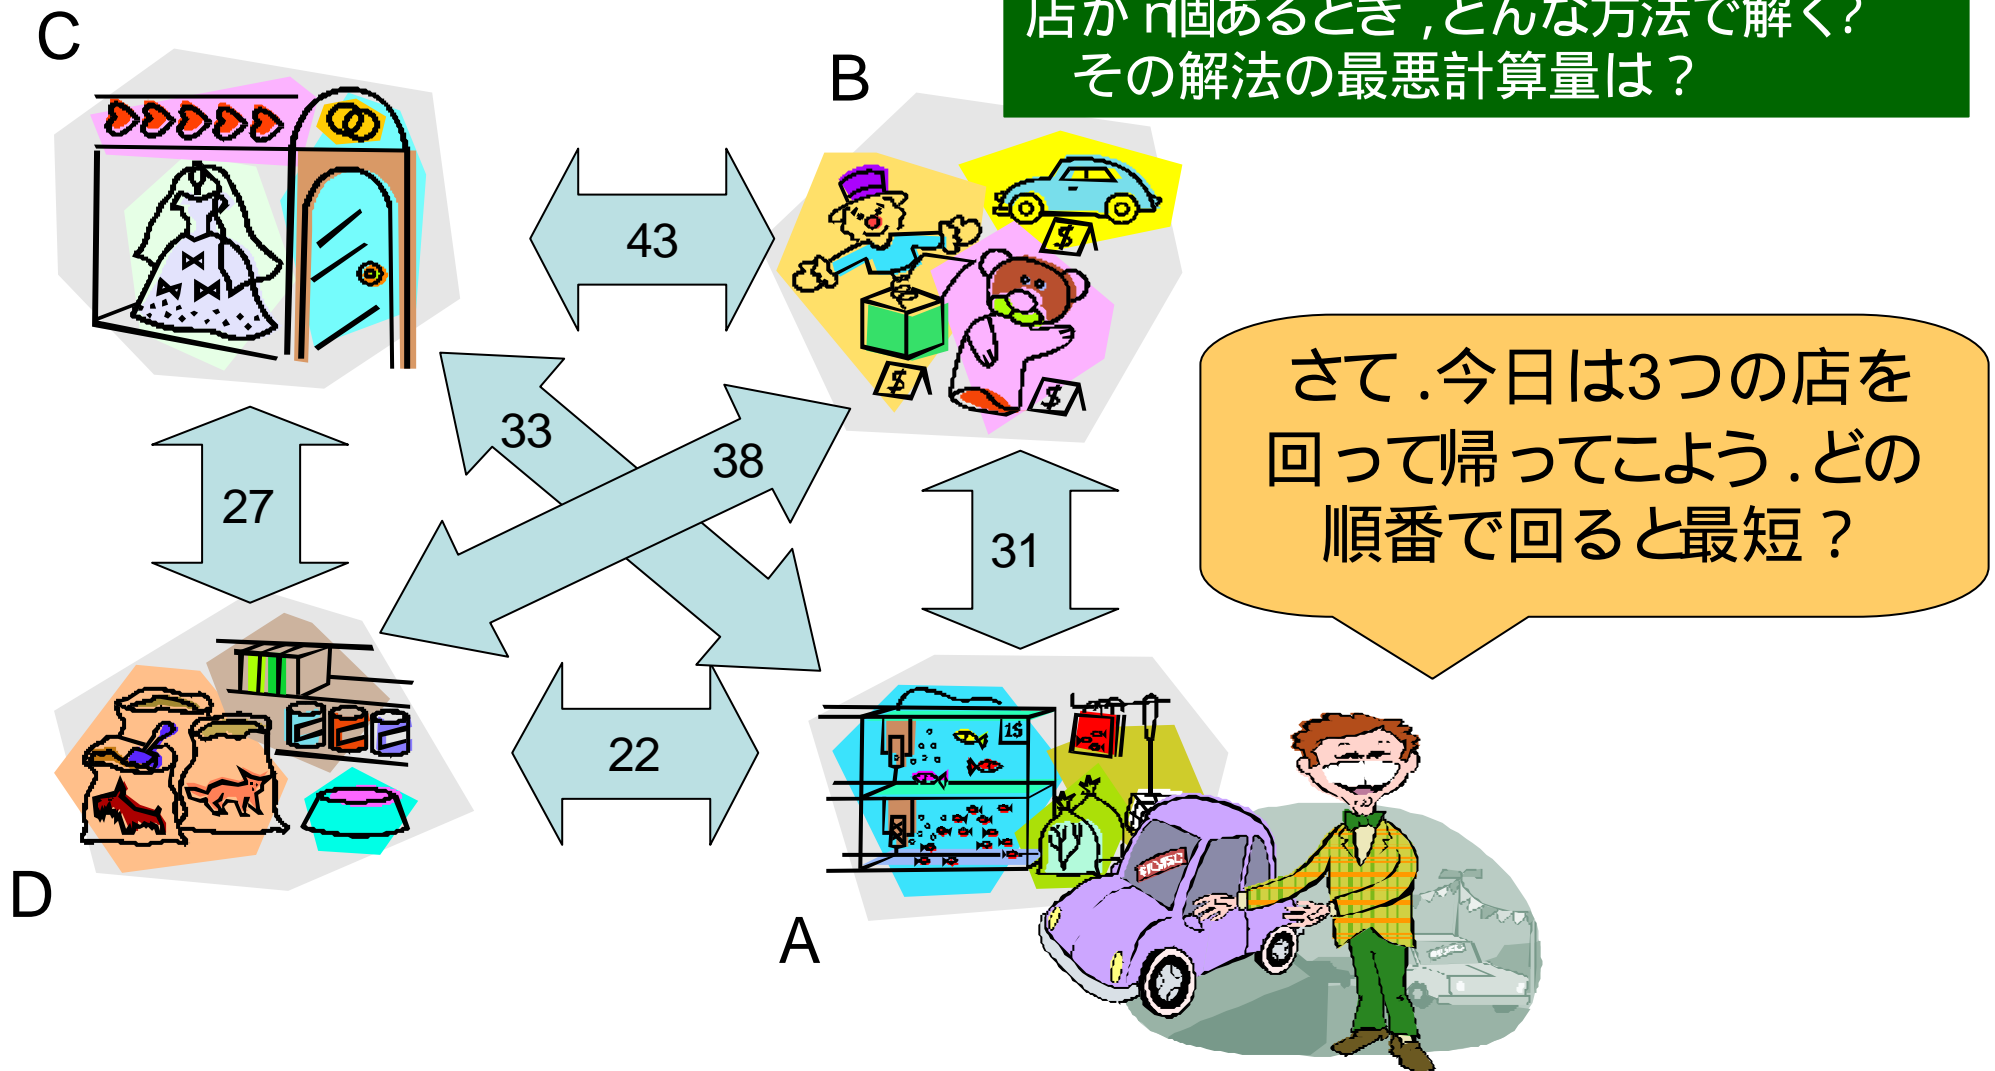 店が n個あるとき,どんな方法で解く?
その解法の最悪計算量は?
C
B
43
さて.今日は3つの店を
回って帰ってこよう.どの
順番で回ると最短?
33
38
27
31
22
1$
$
$
$
D
A